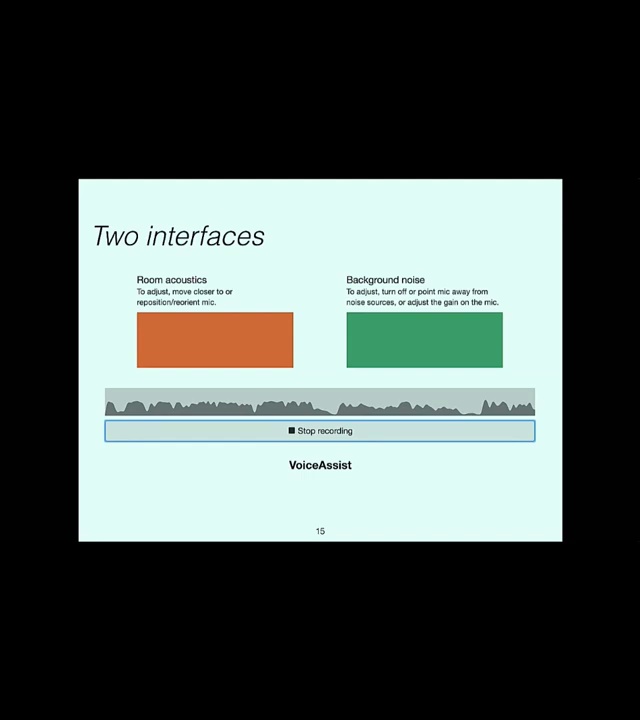 Two interfaces
Room acoustics
To adjust, move closer to or
reposition/reorient mic.
Background noise
To adjust, turn off or point mic away from
noise sources, or adjust the gain on the mic.
Stop recording
VoiceAssist
15